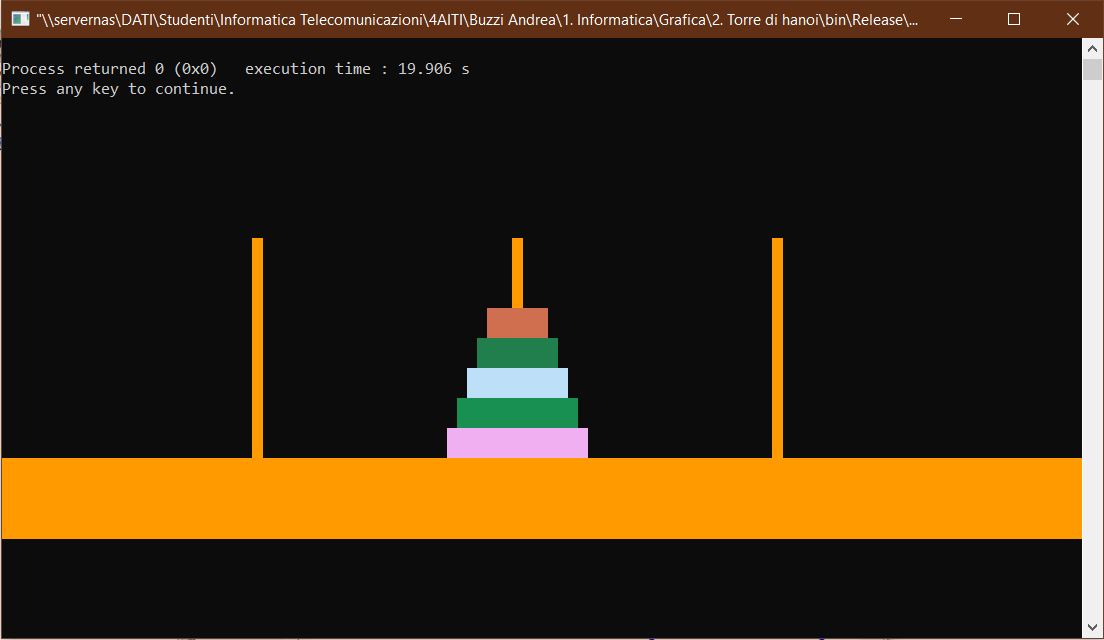 "\\servernas\DATI\Studenti\Informatica Telecomunicazioni\4AITI\Buzzi Andrea\1. Informatica\Grafica\2. Torre di hanoi\bin\Release\...
Process returned 0 (0x0)   execution time : 19.906 s
Press any key to continue.